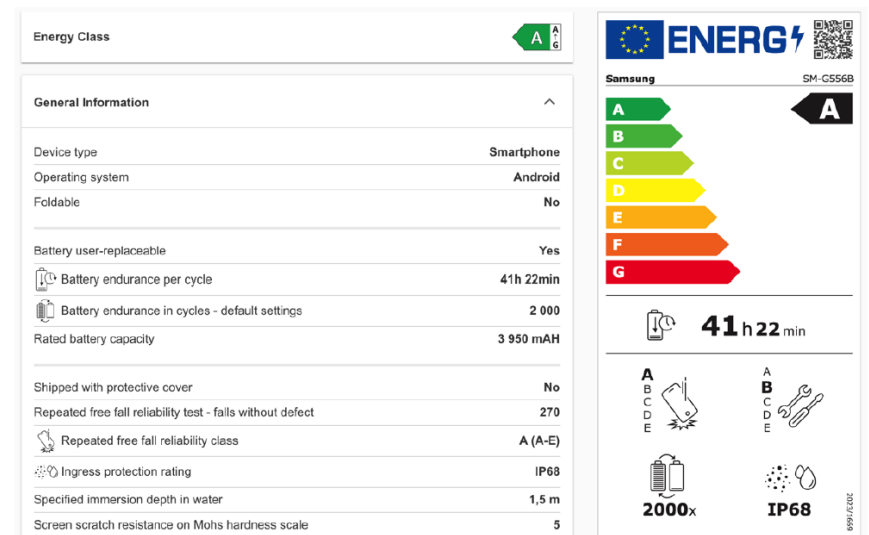 Energy Class
A
A
G
General Information
Device type Smartphone
Operating system Android
Foldable No
Battery user-replaceable Yes
Battery endurance per cycle 41h 22min
Battery endurance in cycles - default settings 2 000
Rated battery capacity 3 950 mAH
Shipped with protective cover No
Repeated free fall reliability test - falls without defect 270
Repeated free fall reliability class A (A-E)
Ingress protection rating IP68
Specified immersion depth in water 1,5 m
Screen scratch resistance on Mohs hardness scale 5
ENERG
Samsung SM-G556B
A A
B
C
D
E
F
G
41 h 22 min
A
B
C
D
E
A
B
C
D
E
2000x
IP68
2023/1669